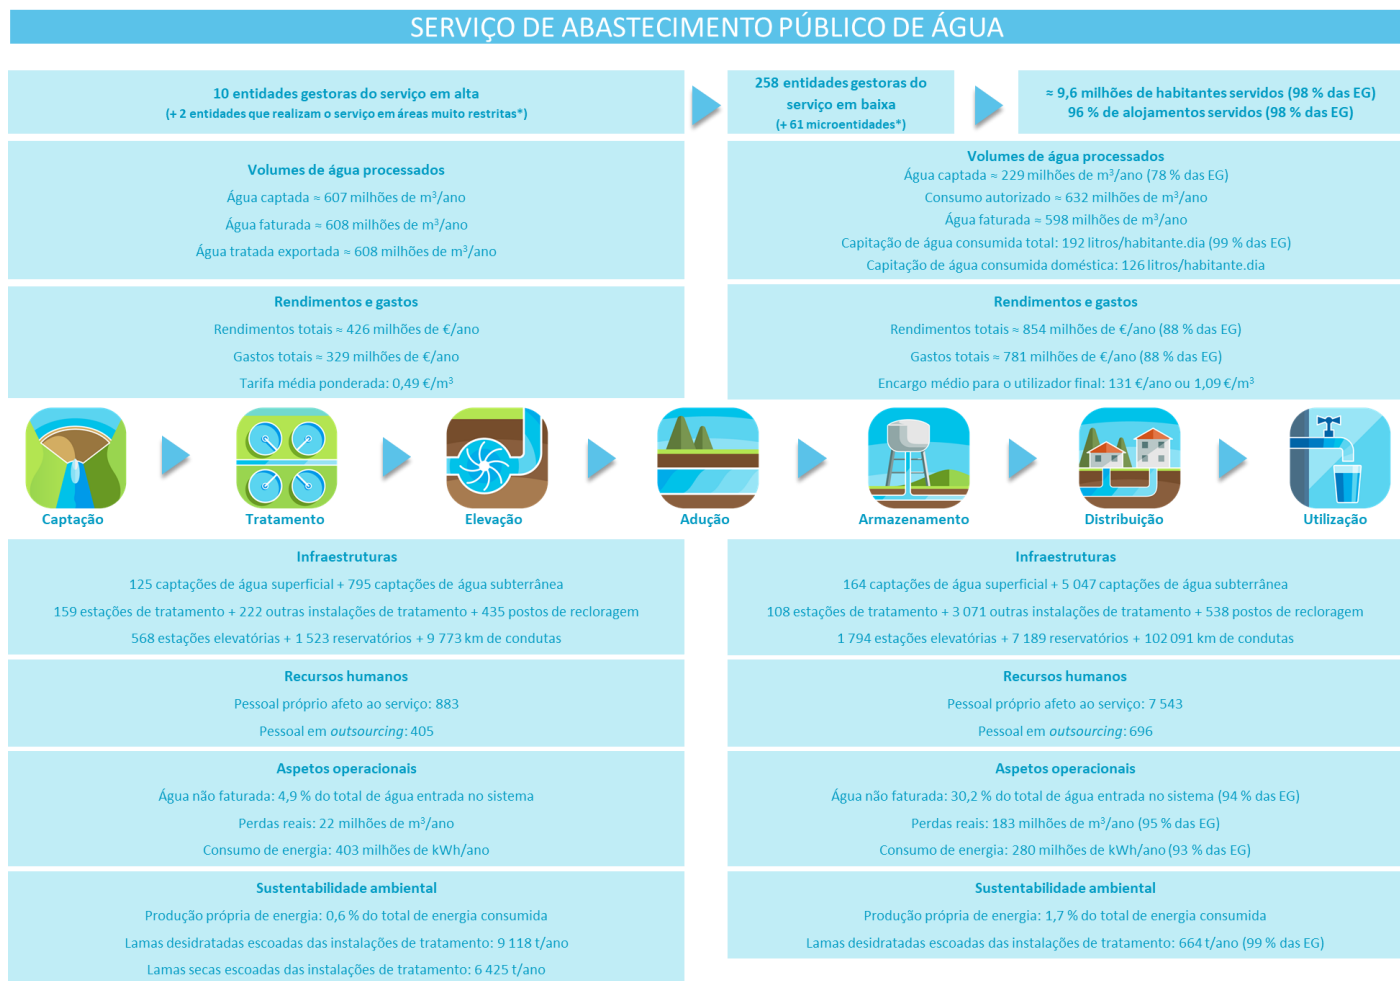 SERVIÇO DE ABASTECIMENTO PÚBLICO DE ÁGUA
10 entidades gestoras do serviço em alta
(+ 2 entidades que realizam o serviço em áreas muito restritas*)
258 entidades gestoras do
serviço em baixa
(+ 61 microentidades*)
≈ 9,6 milhões de habitantes servidos (98 % das EG)
96 % de alojamentos servidos (98 % das EG)
Volumes de água processados
Água captada ≈ 607 milhões de m³/ano
Água faturada ≈ 608 milhões de m³/ano
Água tratada exportada ≈ 608 milhões de m³/ano
Volumes de água processados
Água captada ≈ 229 milhões de m³/ano (78 % das EG)
Consumo autorizado ≈ 632 milhões de m³/ano
Água faturada ≈ 598 milhões de m³/ano
Capitação de água consumida total: 192 litros/habitante.dia (99 % das EG)
Capitação de água consumida doméstica: 126 litros/habitante.dia
Rendimentos e gastos
Rendimentos totais ≈ 426 milhões de €/ano
Gastos totais ≈ 329 milhões de €/ano
Tarifa média ponderada: 0,49 €/m³
Rendimentos e gastos
Rendimentos totais ≈ 854 milhões de €/ano (88 % das EG)
Gastos totais ≈ 781 milhões de €/ano (88 % das EG)
Encargo médio para o utilizador final: 131 €/ano ou 1,09 €/m³
Captação
Tratamento
Elevação
Adução
Armazenamento
Distribuição
Utilização
Infraestruturas
125 captações de água superficial + 795 captações de água subterrânea
159 estações de tratamento + 222 outras instalações de tratamento + 435 postos de recloragem
568 estações elevatórias + 1 523 reservatórios + 9 773 km de condutas
Infraestruturas
164 captações de água superficial + 5 047 captações de água subterrânea
108 estações de tratamento + 3 071 outras instalações de tratamento + 538 postos de recloragem
1 794 estações elevatórias + 7 189 reservatórios + 102 091 km de condutas
Recursos humanos
Pessoal próprio afeto ao serviço: 883
Pessoal em outsourcing: 405
Recursos humanos
Pessoal próprio afeto ao serviço: 7 543
Pessoal em outsourcing: 696
Aspetos operacionais
Água não faturada: 4,9 % do total de água entrada no sistema
Perdas reais: 22 milhões de m³/ano
Consumo de energia: 403 milhões de kWh/ano
Aspetos operacionais
Água não faturada: 30,2 % do total de água entrada no sistema (94 % das EG)
Perdas reais: 183 milhões de m³/ano (95 % das EG)
Consumo de energia: 280 milhões de kWh/ano (93 % das EG)
Sustentabilidade ambiental
Produção própria de energia: 0,6 % do total de energia consumida
Lamas desidratadas escoadas das instalações de tratamento: 9 118 t/ano
Lamas secas escoadas das instalações de tratamento: 6 425 t/ano
Sustentabilidade ambiental
Produção própria de energia: 1,7 % do total de energia consumida
Lamas desidratadas escoadas das instalações de tratamento: 664 t/ano (99 % das EG)